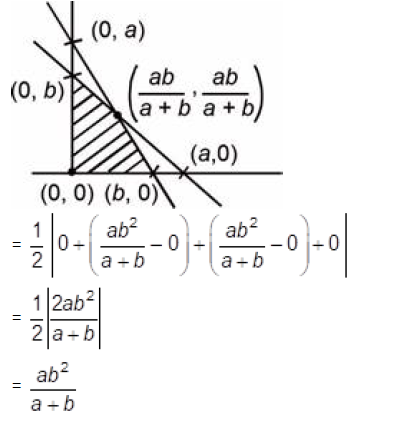 (0, a)
(0, b)
(ab/(a + b), ab/(a + b))
(a,0)
(0, 0) (b, 0)
= 1/2 |0 + (ab²/(a + b) − 0) + (ab²/(a + b) − 0) + 0|
= 1/2 |2ab²/(a + b)|
= ab²/(a + b)